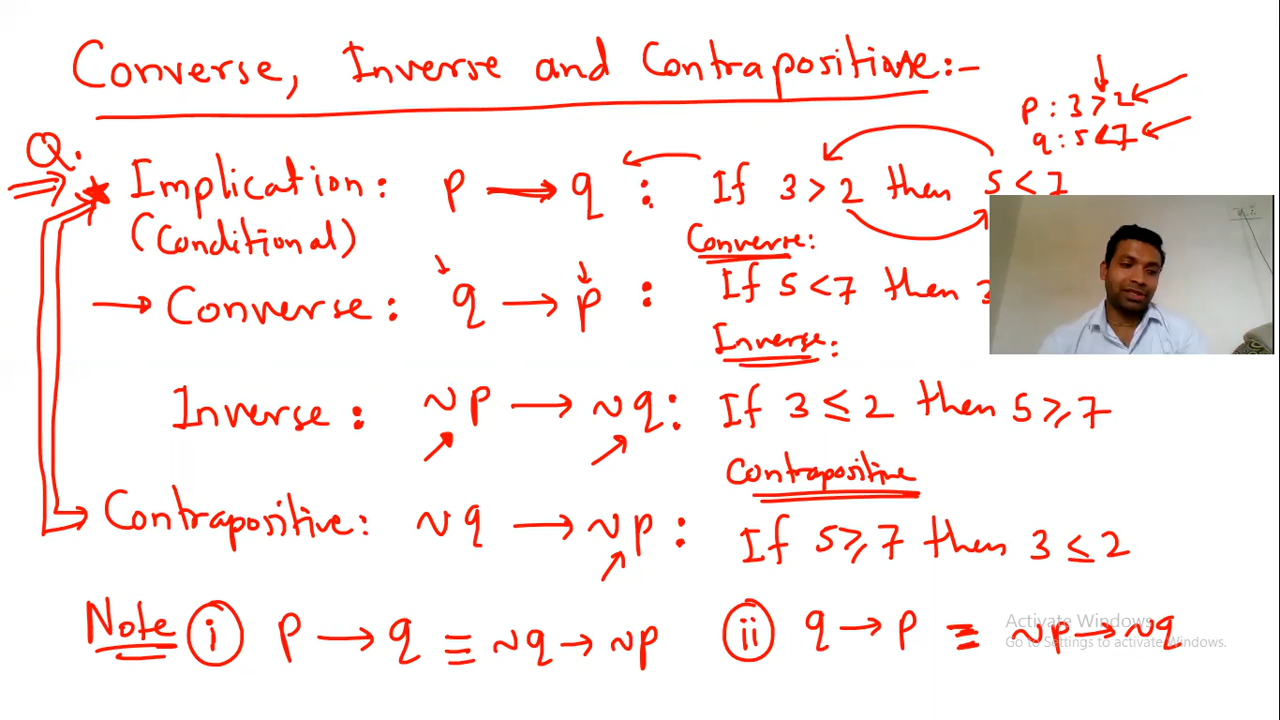 Converse, Inverse and Contrapositive:-
p : 3 > 2
q : 5 < 7
Q.
Implication: p → q : If 3 > 2 then 5 < 7
(Conditional)
Converse:
Converse: q → p : If 5 < 7 then 3
Inverse:
Inverse: ~p → ~q: If 3 ≤ 2 then 5 ≥ 7
Contrapositive
Contrapositive: ~q → ~p: If 5 ≥ 7 then 3 ≤ 2
Note (i) p → q ≡ ~q → ~p (ii) q → p ≡ ~p → ~q
Activate Windows
Go to Settings to activate Windows.